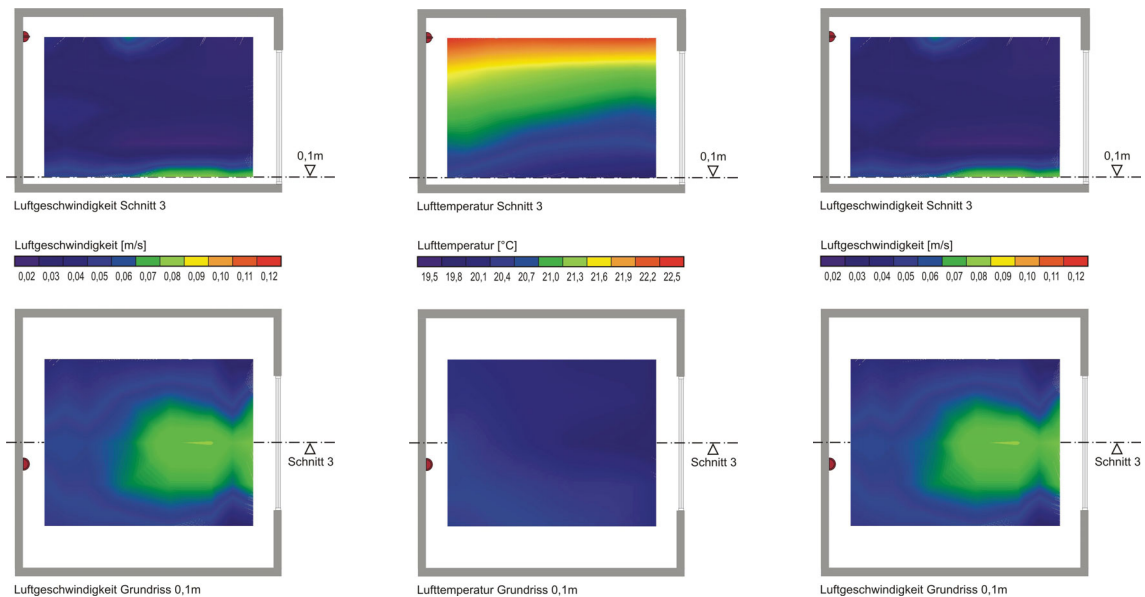 0,1m
0,1m
0,1m
Luftgeschwindigkeit Schnitt 3
Lufttemperatur Schnitt 3
Luftgeschwindigkeit Schnitt 3
Luftgeschwindigkeit [m/s]
0,02 0,03 0,04 0,05 0,06 0,07 0,08 0,09 0,10 0,11 0,12
Lufttemperatur [°C]
19,5 19,8 20,1 20,4 20,7 21,0 21,3 21,6 21,9 22,2 22,5
Luftgeschwindigkeit [m/s]
0,02 0,03 0,04 0,05 0,06 0,07 0,08 0,09 0,10 0,11 0,12
Schnitt 3
Schnitt 3
Schnitt 3
Luftgeschwindigkeit Grundriss 0,1m
Lufttemperatur Grundriss 0,1m
Luftgeschwindigkeit Grundriss 0,1m